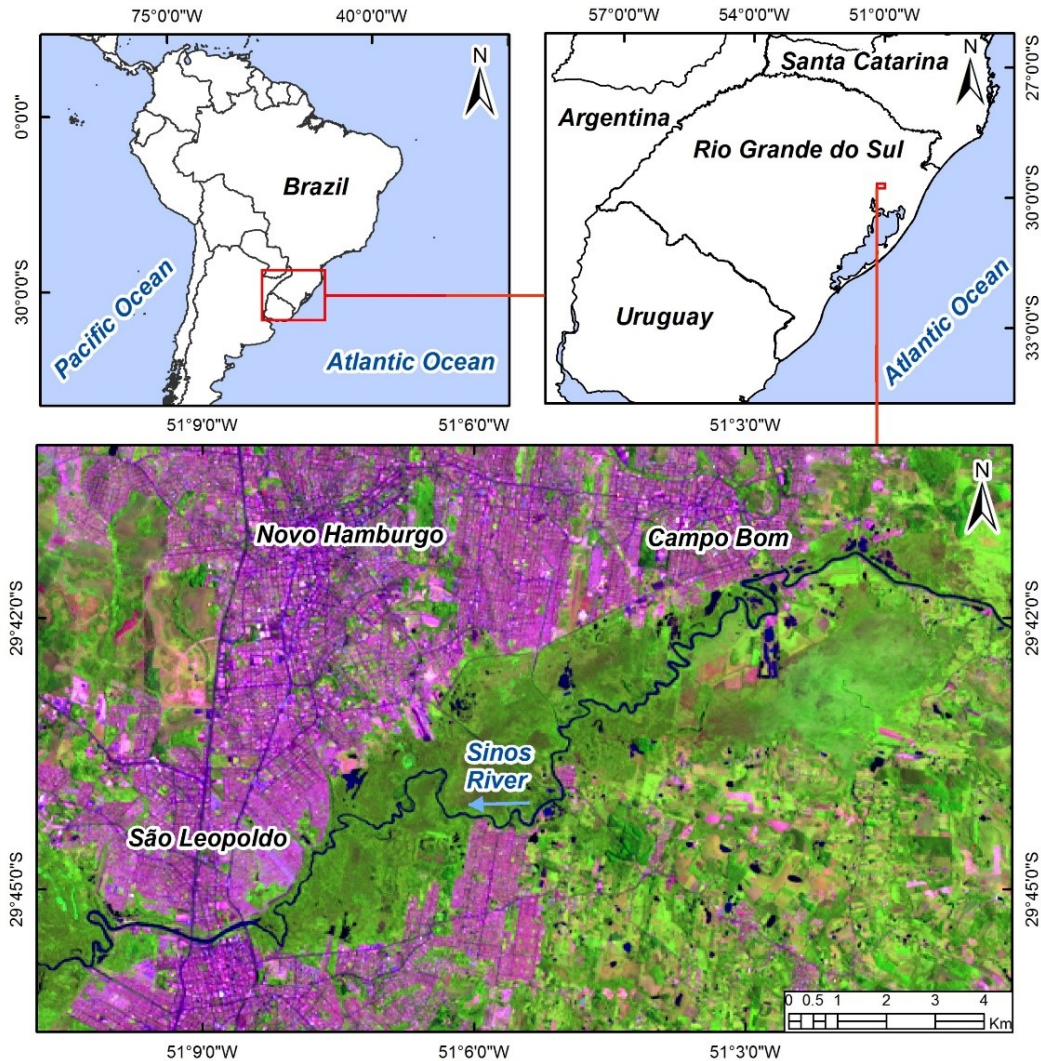 75°0'0"W
40°0'0"W
0°0'0"
30°0'0"S
N
Brazil
Pacific Ocean
Atlantic Ocean
57°0'0"W
54°0'0"W
51°0'0"W
N
Santa Catarina
Argentina
Rio Grande do Sul
Uruguay
Atlantic Ocean
27°0'0"S
30°0'0"S
33°0'0"S
51°9'0"W
51°6'0"W
51°3'0"W
N
Novo Hamburgo
Campo Bom
29°42'0"S
29°42'0"S
Sinos
River
São Leopoldo
29°45'0"S
29°45'0"S
0 0.5 1 2 3 4
Km
51°9'0"W
51°6'0"W
51°3'0"W